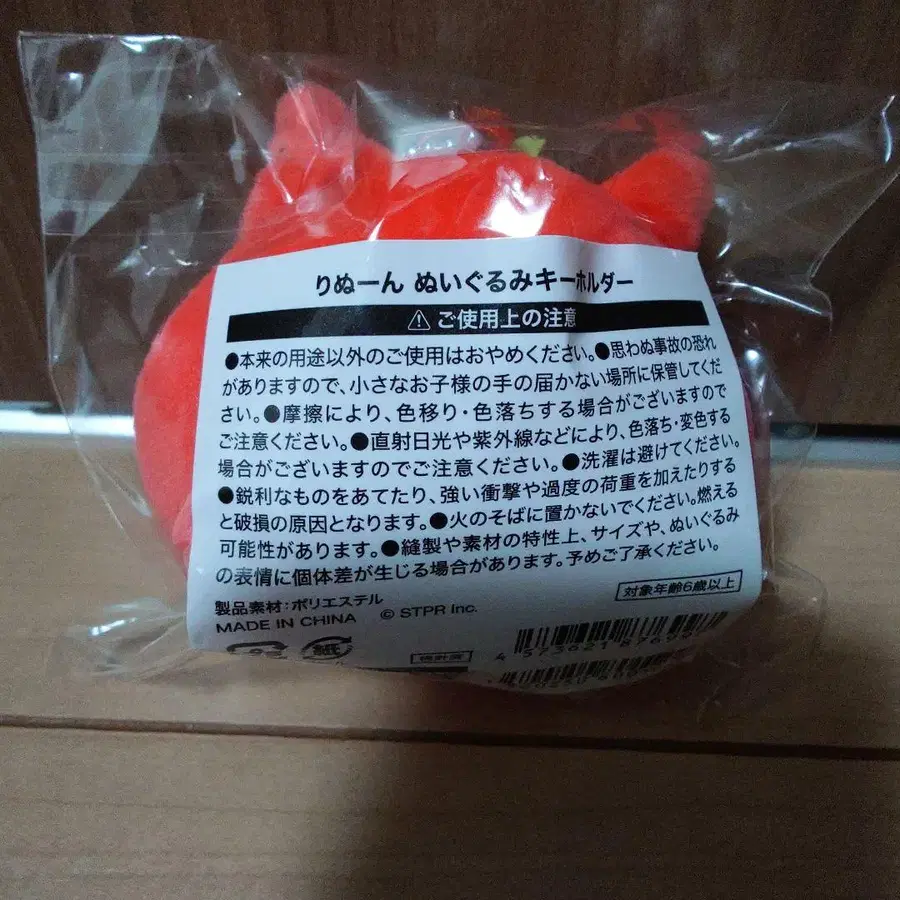 りぬーん ぬいぐるみキーホルダー
⚠ ご使用上の注意
●本来の用途以外のご使用はおやめください。●思わぬ事故の恐れ
がありますので、小さなお子様の手の届かない場所に保管してくだ
さい。●摩擦により、色移り・色落ちする場合がございますので
ご注意ください。●直射日光や紫外線などにより、色落ち・変色する
場合がございますのでご注意ください。●洗濯は避けてください。
●鋭利なものをあてたり、強い衝撃や過度の荷重を加えたりする
と破損の原因となります。●火のそばに置かないでください。燃える
可能性があります。●縫製や素材の特性上、サイズや、ぬいぐるみ
の表情に個体差が生じる場合があります。予めご了承ください。
対象年齢6歳以上
製品素材:ポリエステル
MADE IN CHINA © STPR Inc.
紙
検針済